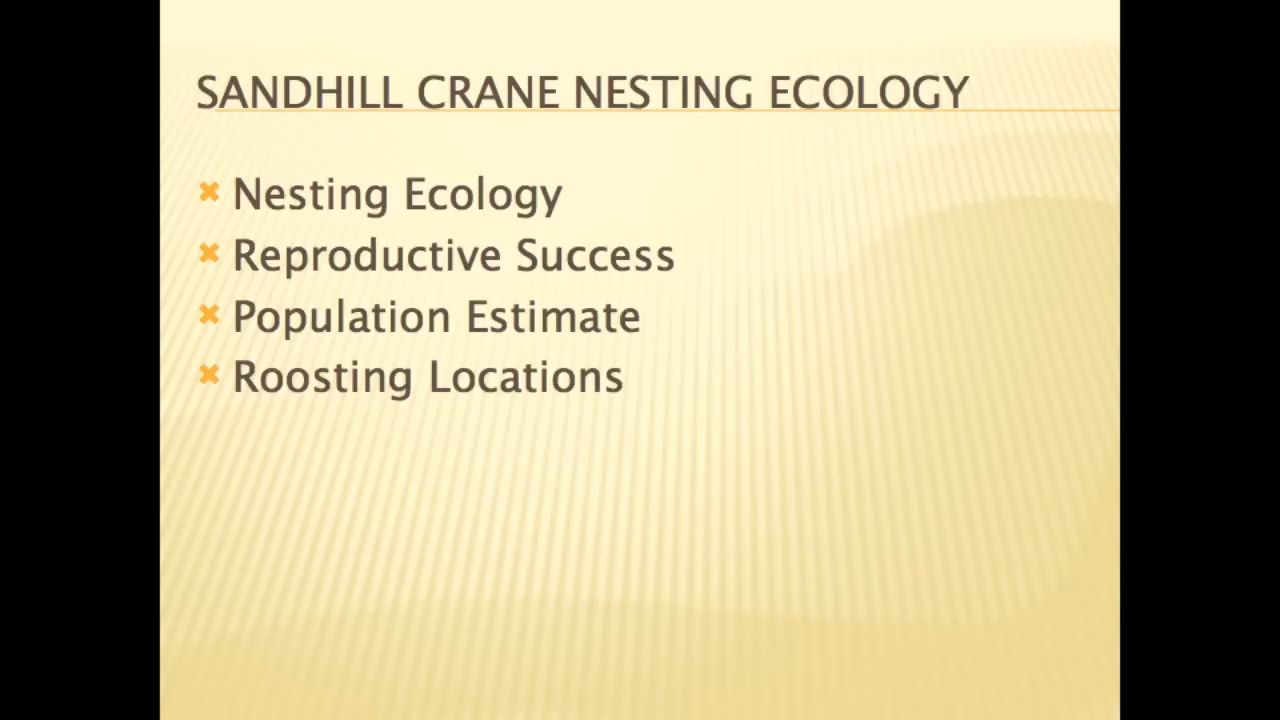 SANDHILL CRANE NESTING ECOLOGY
Nesting Ecology
Reproductive Success
Population Estimate
Roosting Locations